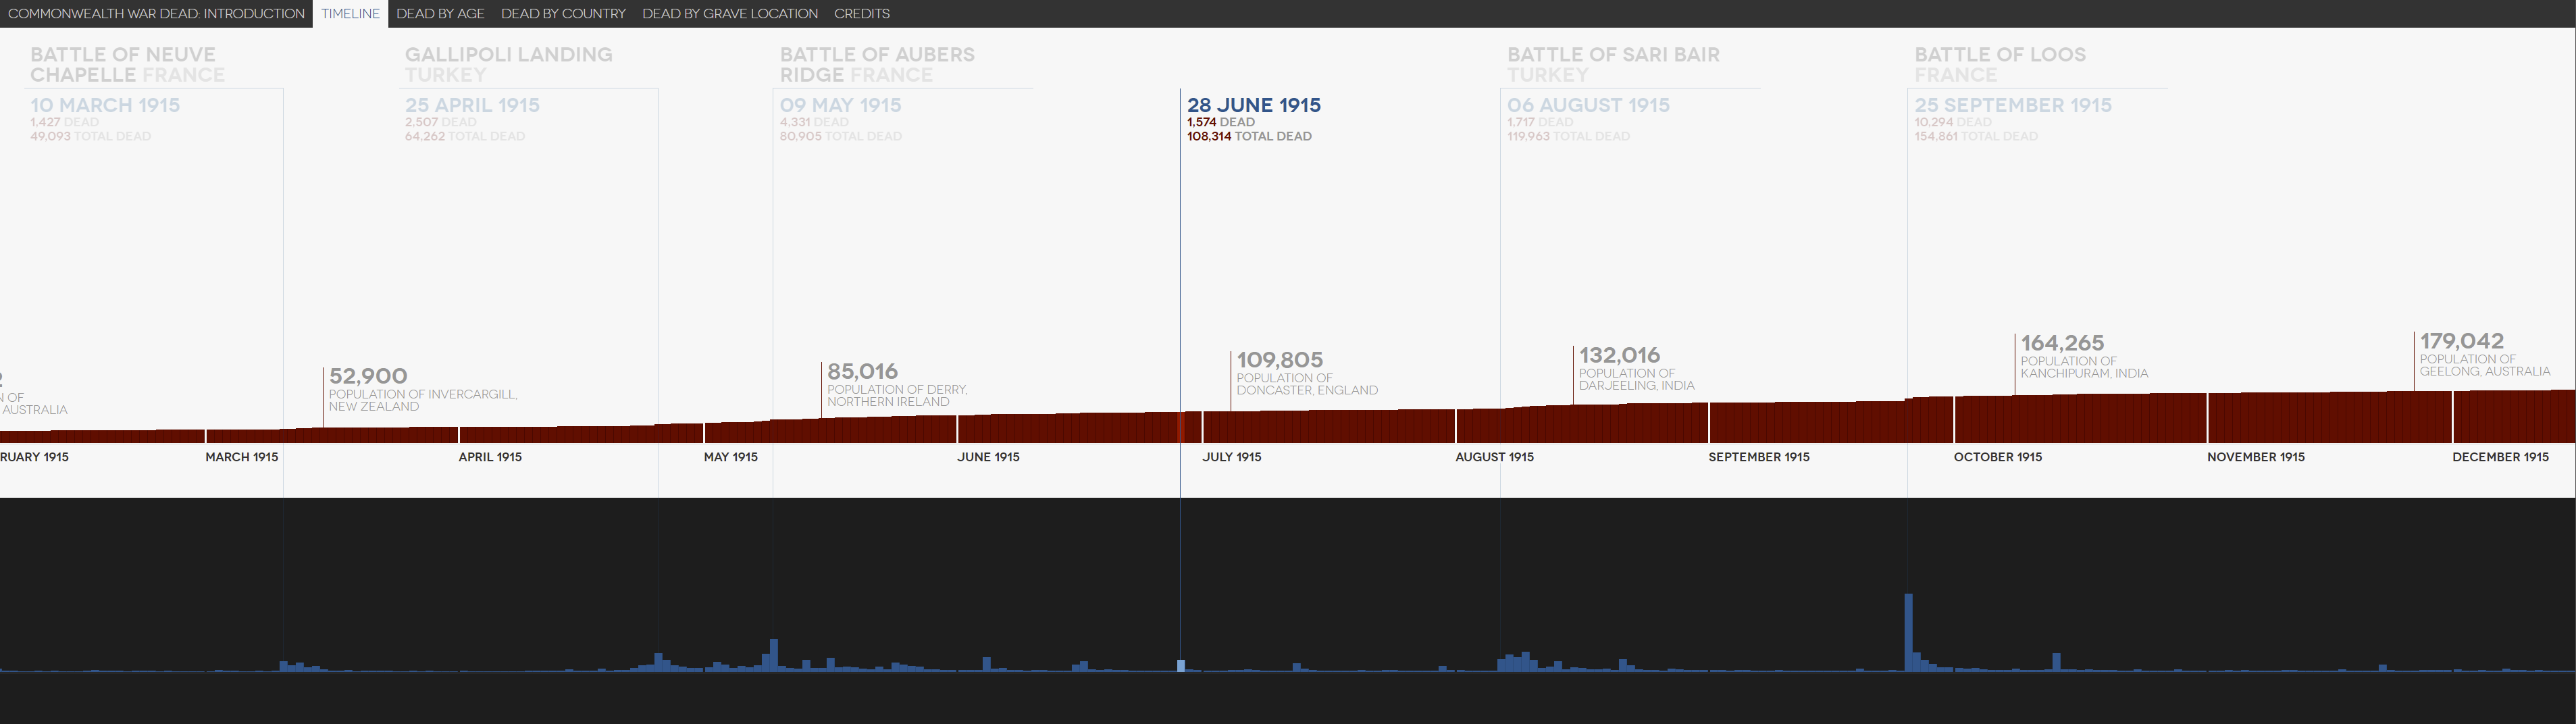 COMMONWEALTH WAR DEAD: INTRODUCTION
TIMELINE
DEAD BY AGE
DEAD BY COUNTRY
DEAD BY GRAVE LOCATION
CREDITS
BATTLE OF NEUVE
CHAPELLE FRANCE
10 MARCH 1915
1,427 DEAD
49,093 TOTAL DEAD
GALLIPOLI LANDING
TURKEY
25 APRIL 1915
2,507 DEAD
64,262 TOTAL DEAD
BATTLE OF AUBERS
RIDGE FRANCE
09 MAY 1915
4,331 DEAD
80,905 TOTAL DEAD
28 JUNE 1915
1,574 DEAD
108,314 TOTAL DEAD
BATTLE OF SARI BAIR
TURKEY
06 AUGUST 1915
1,717 DEAD
119,963 TOTAL DEAD
BATTLE OF LOOS
FRANCE
25 SEPTEMBER 1915
10,294 DEAD
154,861 TOTAL DEAD
2
N OF
AUSTRALIA
52,900
POPULATION OF INVERCARGILL,
NEW ZEALAND
85,016
POPULATION OF DERRY,
NORTHERN IRELAND
109,805
POPULATION OF
DONCASTER, ENGLAND
132,016
POPULATION OF
DARJEELING, INDIA
164,265
POPULATION OF
KANCHIPURAM, INDIA
179,042
POPULATION OF
GEELONG, AUSTRALIA
RUARY 1915
MARCH 1915
APRIL 1915
MAY 1915
JUNE 1915
JULY 1915
AUGUST 1915
SEPTEMBER 1915
OCTOBER 1915
NOVEMBER 1915
DECEMBER 1915